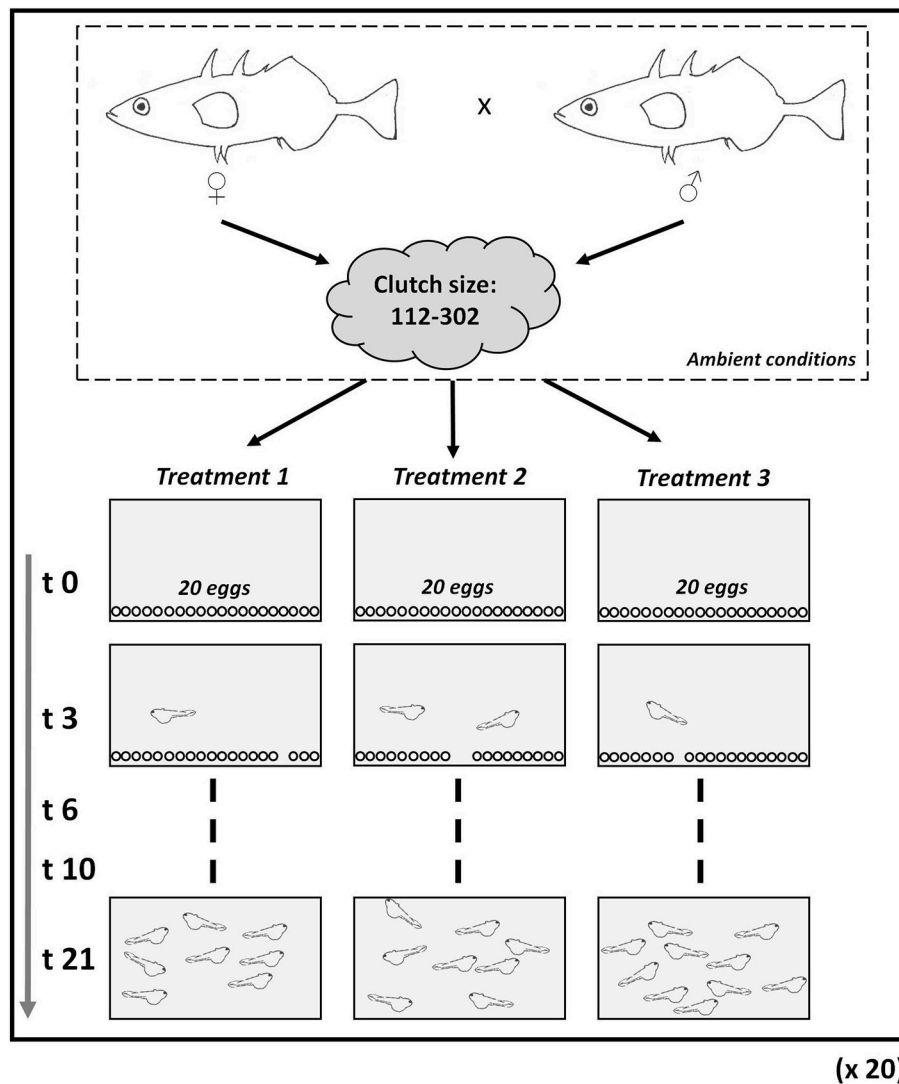 x
♀
♂
Clutch size:
112-302
Ambient conditions
Treatment 1
Treatment 2
Treatment 3
t 0
20 eggs
20 eggs
20 eggs
t 3
t 6
t 10
t 21
(x 20)